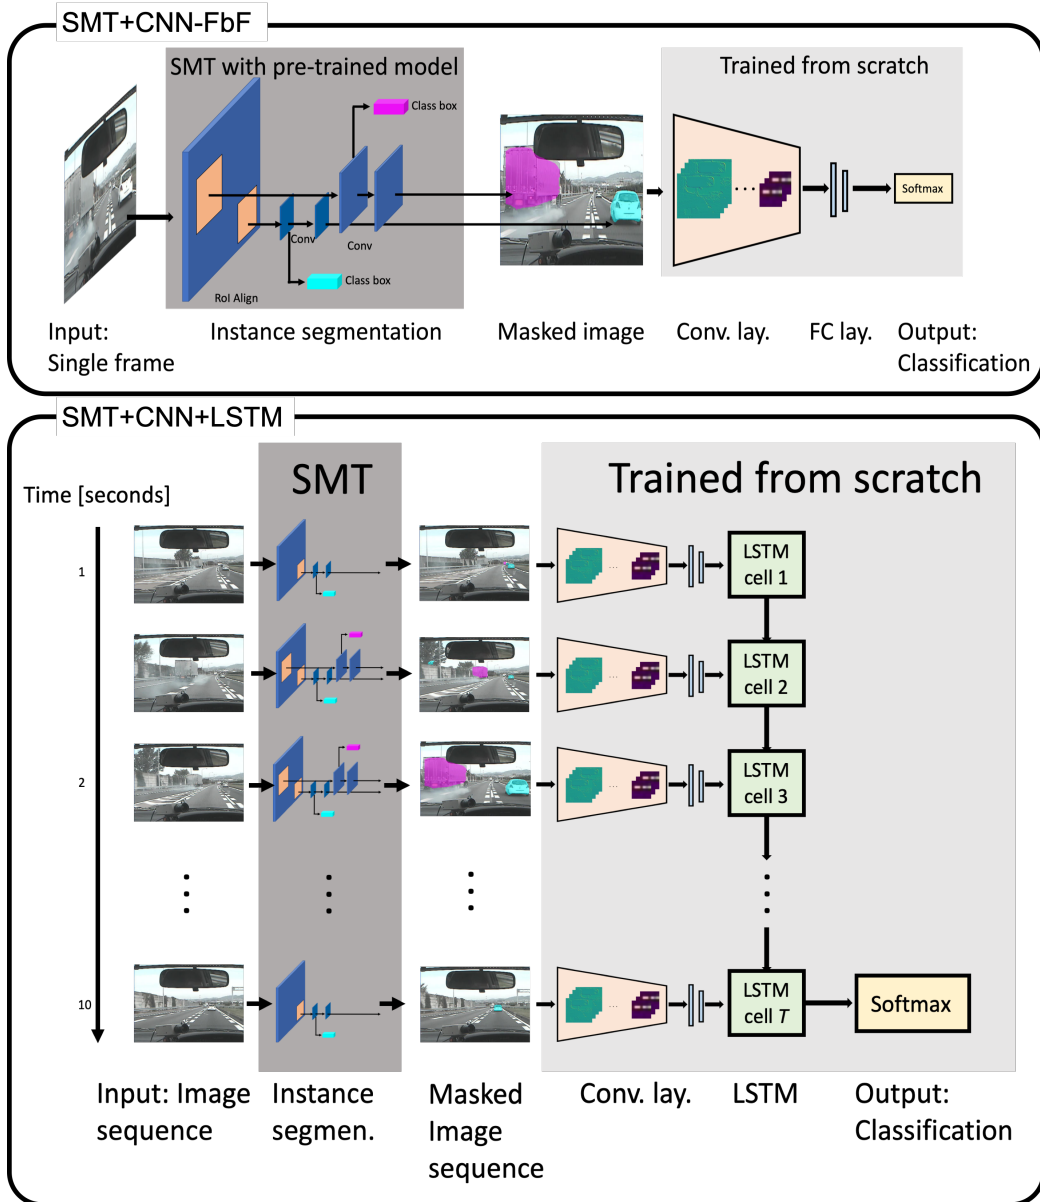 SMT+CNN-FbF
SMT with pre-trained model
Trained from scratch
Class box
Conv
Conv
Class box
RoI Align
Softmax
Input:
Single frame
Instance segmentation
Masked image
Conv. lay.
FC lay.
Output:
Classification
SMT+CNN+LSTM
SMT
Trained from scratch
Time [seconds]
1
LSTM
cell 1
LSTM
cell 2
2
LSTM
cell 3
10
LSTM
cell T
Softmax
Input: Image
sequence
Instance
segmen.
Masked
Image
sequence
Conv. lay.
LSTM
Output:
Classification